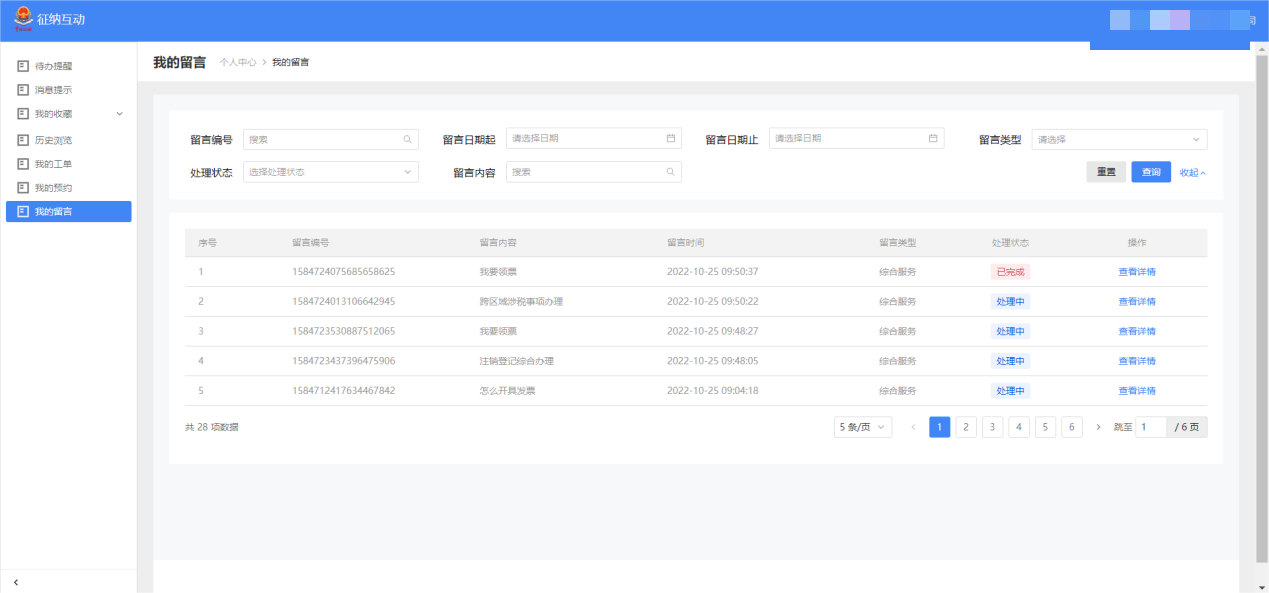 征纳互动
待办提醒
消息提示
我的收藏
历史浏览
我的工单
我的预约
我的留言
我的留言 个人中心 > 我的留言
留言编号 搜索 留言日期起 请选择日期 留言日期止 请选择日期 留言类型 请选择
处理状态 选择处理状态 留言内容 搜索 重置 查询 收起
序号 留言编号 留言内容 留言时间 留言类型 处理状态 操作
1 1584724075685658625 我要领票 2022-10-25 09:50:37 综合服务 已完成 查看详情
2 1584724013106642945 跨区域涉税事项办理 2022-10-25 09:50:22 综合服务 处理中 查看详情
3 1584723530887512065 我要领票 2022-10-25 09:48:27 综合服务 处理中 查看详情
4 1584723437396475906 注销登记综合办理 2022-10-25 09:48:05 综合服务 处理中 查看详情
5 1584712417634467842 怎么开具发票 2022-10-25 09:04:18 综合服务 处理中 查看详情
共 28 项数据 5 条/页 < 1 2 3 4 5 6 > 跳至 1 / 6 页